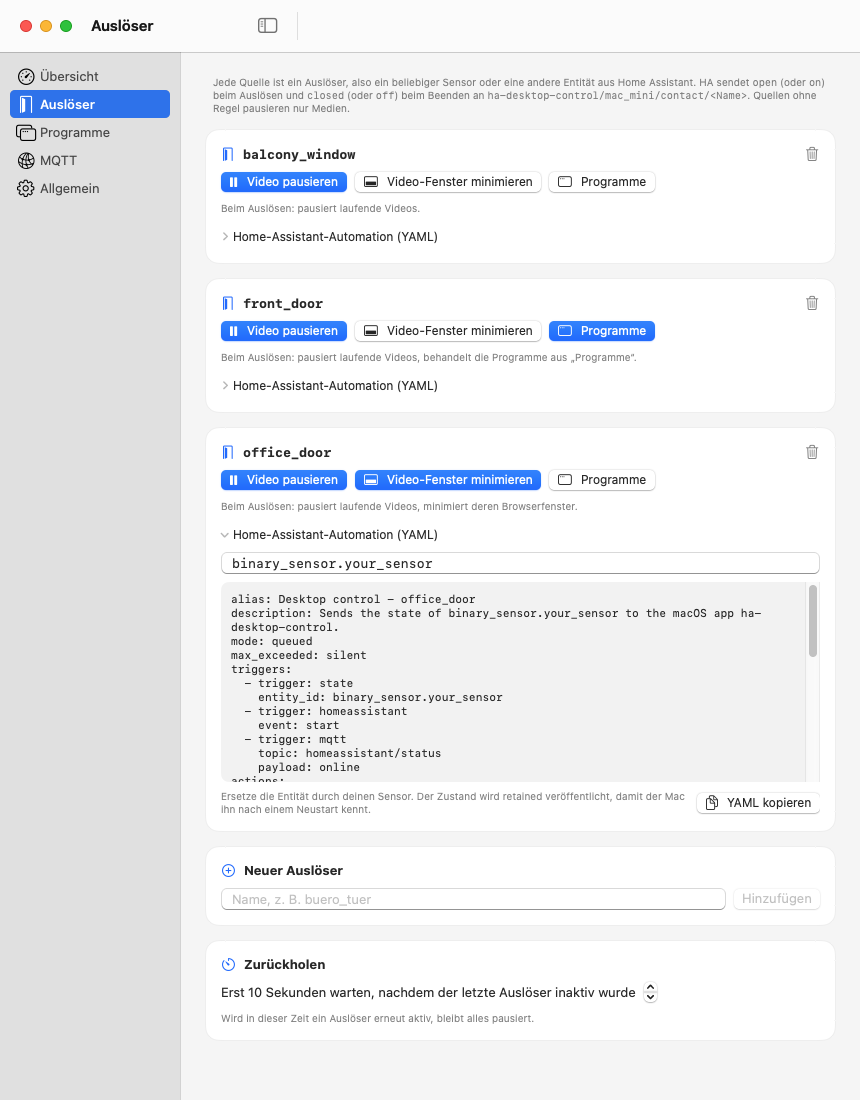 Auslöser
Übersicht
Auslöser
Programme
MQTT
Allgemein
Jede Quelle ist ein Auslöser, also ein beliebiger Sensor oder eine andere Entität aus Home Assistant. HA sendet open (oder on)
beim Auslösen und closed (oder off) beim Beenden an ha-desktop-control/mac_mini/contact/<Name>. Quellen ohne
Regel pausieren nur Medien.
balcony_window
Video pausieren Video-Fenster minimieren Programme
Beim Auslösen: pausiert laufende Videos.
Home-Assistant-Automation (YAML)
front_door
Video pausieren Video-Fenster minimieren Programme
Beim Auslösen: pausiert laufende Videos, behandelt die Programme aus „Programme“.
Home-Assistant-Automation (YAML)
office_door
Video pausieren Video-Fenster minimieren Programme
Beim Auslösen: pausiert laufende Videos, minimiert deren Browserfenster.
Home-Assistant-Automation (YAML)
binary_sensor.your_sensor
alias: Desktop control – office_door
description: Sends the state of binary_sensor.your_sensor to the macOS app ha-
desktop-control.
mode: queued
max_exceeded: silent
triggers:
- trigger: state
entity_id: binary_sensor.your_sensor
- trigger: homeassistant
event: start
- trigger: mqtt
topic: homeassistant/status
payload: online
actions:
Ersetze die Entität durch deinen Sensor. Der Zustand wird retained veröffentlicht, damit der Mac
ihn nach einem Neustart kennt.
YAML kopieren
Neuer Auslöser
Name, z. B. buero_tuer Hinzufügen
Zurückholen
Erst 10 Sekunden warten, nachdem der letzte Auslöser inaktiv wurde
Wird in dieser Zeit ein Auslöser erneut aktiv, bleibt alles pausiert.